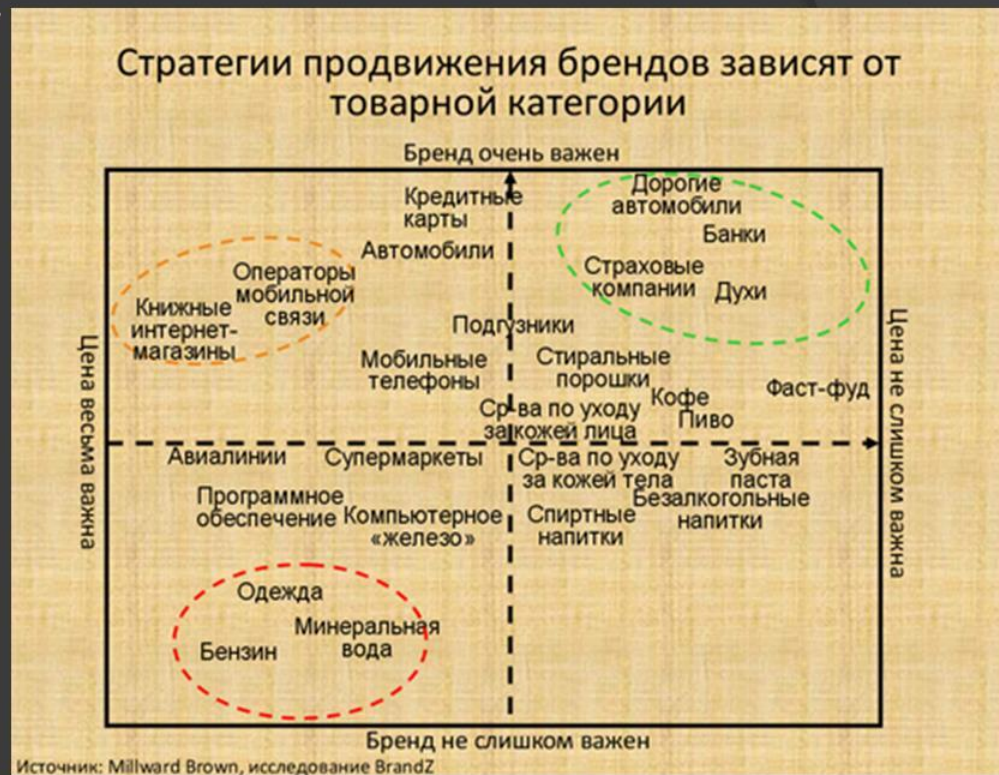 Стратегии продвижения брендов зависят от
товарной категории
Бренд очень важен
Кредитные
карты
Автомобили
Дорогие
автомобили
Банки
Страховые
компании
Духи
Операторы
мобильной
связи
Книжные
интернет-
магазины
Подгузники
Мобильные
телефоны
Стиральные
порошки
Кофе
Пиво
Фаст-фуд
Ср-ва по уходу
за кожей лица
Цена весьма важна
Цена не слишком важна
Авиалинии
Супермаркеты
Ср-ва по уходу
за кожей тела
Зубная
паста
Программное
обеспечение
Компьютерное
«железо»
Спиртные
напитки
Безалкогольные
напитки
Одежда
Минеральная
вода
Бензин
Бренд не слишком важен
Источник: Millward Brown, исследование BrandZ